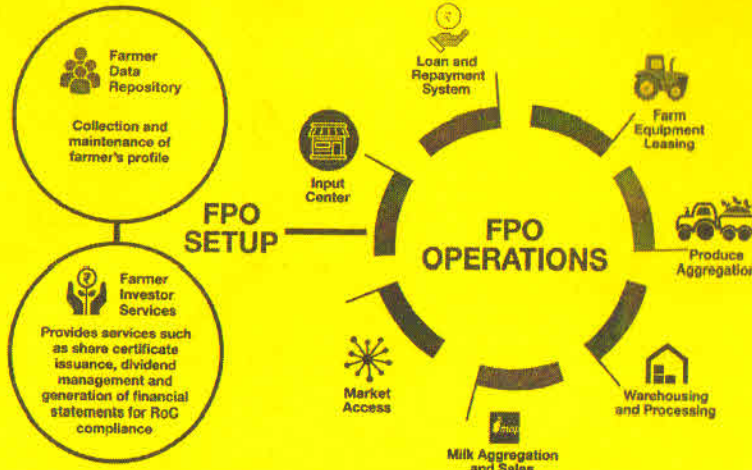 Farmer
Data
Repository
Collection and
maintenance of
farmer's profile
FPO
SETUP
Farmer
Investor
Services
Provides services such
as share certificate
issuance, dividend
management and
generation of financial
statements for RoC
compliance
FPO
OPERATIONS
Loan and
Repayment
System
Farm
Equipment
Leasing
Produce
Aggregation
Warehousing
and Processing
Milk Aggregation
and Sales
Market
Access
Input
Center